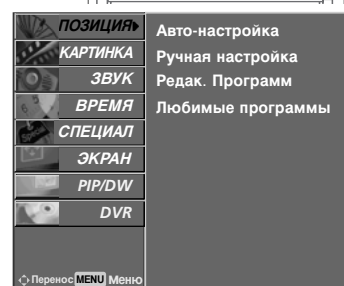 ПОЗИЦИЯ
КАРТИНКА
ЗВУК
ВРЕМЯ
СПЕЦИАЛ
ЭКРАН
PIP/DW
DVR
Перенос MENU Меню
Авто-настройка
Ручная настройка
Редак. Программ
Любимые программы